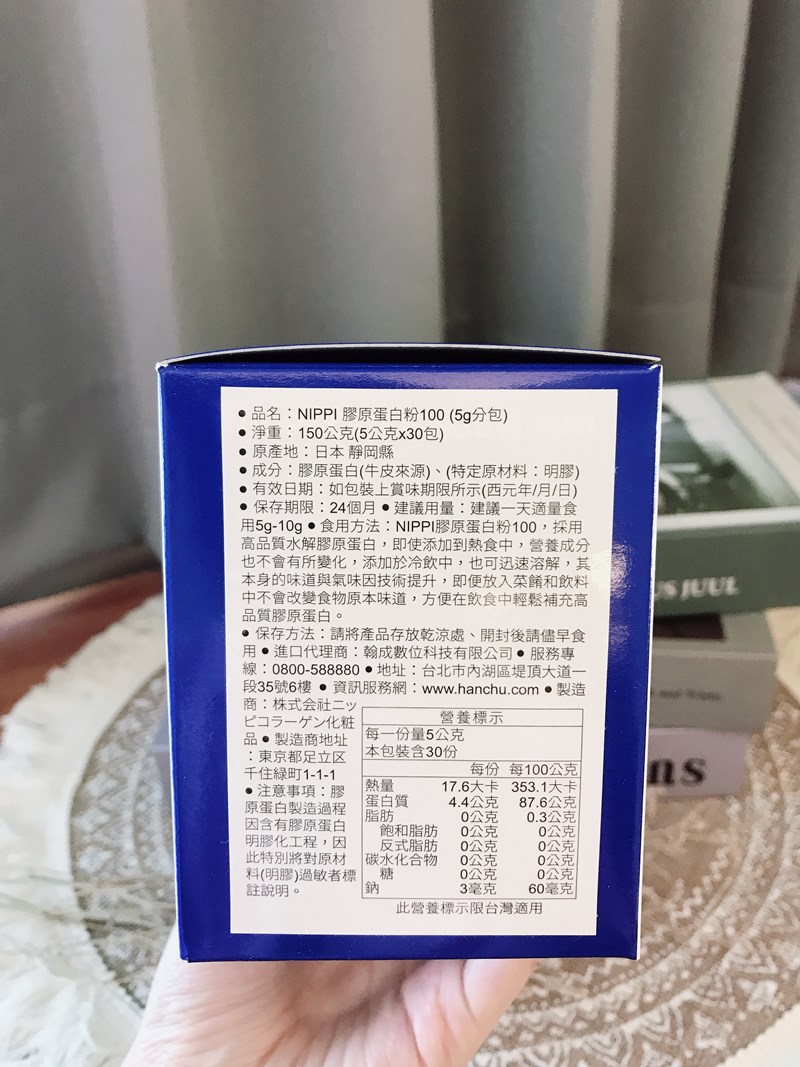 ● 品名：NIPPI 膠原蛋白粉100 (5g分包)
● 淨重：150公克(5公克x30包)
● 原產地：日本 靜岡縣
● 成分：膠原蛋白(牛皮來源)、(特定原材料：明膠)
● 有效日期：如包裝上賞味期限所示(西元年/月/日)
● 保存期限：24個月 ● 建議用量：建議一天適量食
用5g-10g ● 食用方法：NIPPI膠原蛋白粉100，採用
高品質水解膠原蛋白，即使添加到熱食中，營養成分
也不會有所變化，添加於冷飲中，也可迅速溶解，其
本身的味道與氣味因技術提升，即便放入菜餚和飲料
中不會改變食物原本味道，方便在飲食中輕鬆補充高
品質膠原蛋白。
● 保存方法：請將產品存放乾涼處、開封後請儘早食
用 ● 進口代理商：翰成數位科技有限公司 ● 服務專
線：0800-588880 ● 地址：台北市內湖區堤頂大道一
段35號6樓 ● 資訊服務網：www.hanchu.com ● 製造
商：株式会社ニッ
ピコラーゲン化粧
品 ● 製造商地址
：東京都足立区
千住緑町1-1-1
● 注意事項：膠
原蛋白製造過程
因含有膠原蛋白
明膠化工程，因
此特別將對原材
料(明膠)過敏者標
註說明。
營養標示
每一份量5公克
本包裝含30份
每份 每100公克
熱量 17.6大卡 353.1大卡
蛋白質 4.4公克 87.6公克
脂肪 0公克 0.3公克
飽和脂肪 0公克 0公克
反式脂肪 0公克 0公克
碳水化合物 0公克 0公克
糖 0公克 0公克
鈉 3毫克 60毫克
此營養標示限台灣適用
US JUUL
ns